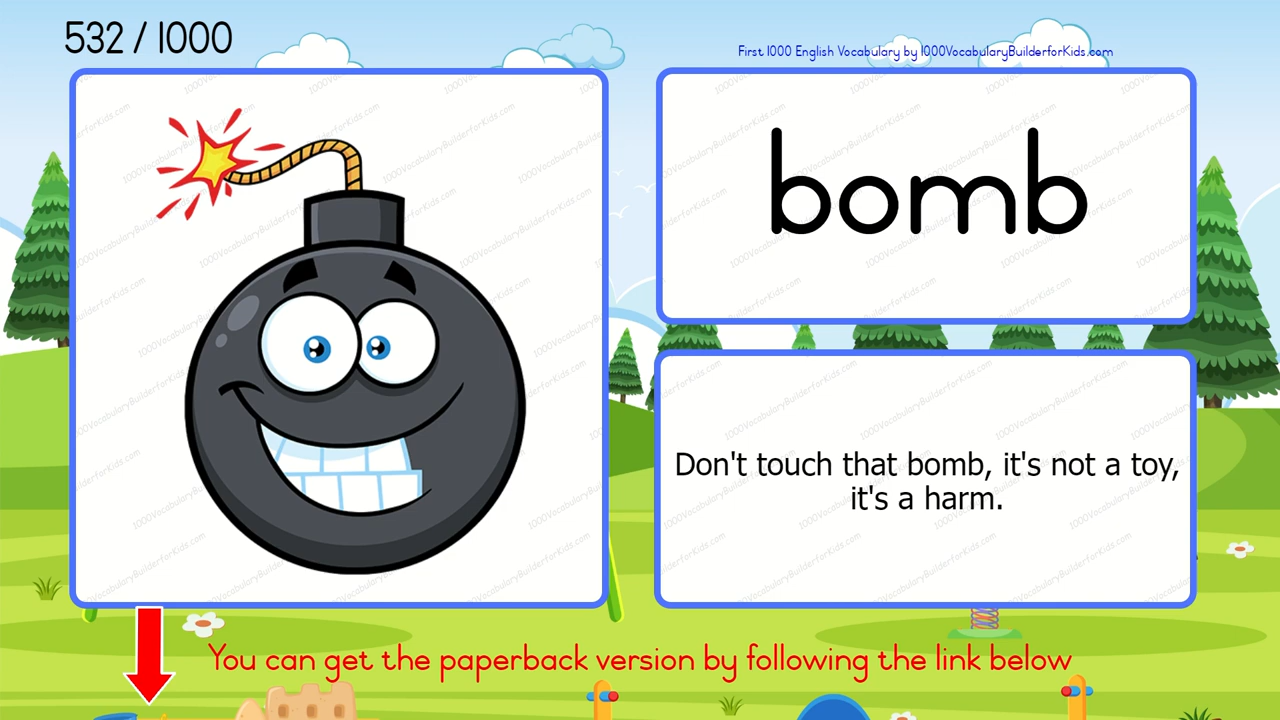 532 / 1000
First 1000 English Vocabulary by 1000VocabularyBuilderforKids.com
bomb
Don't touch that bomb, it's not a toy,
it's a harm.
You can get the paperback version by following the link below